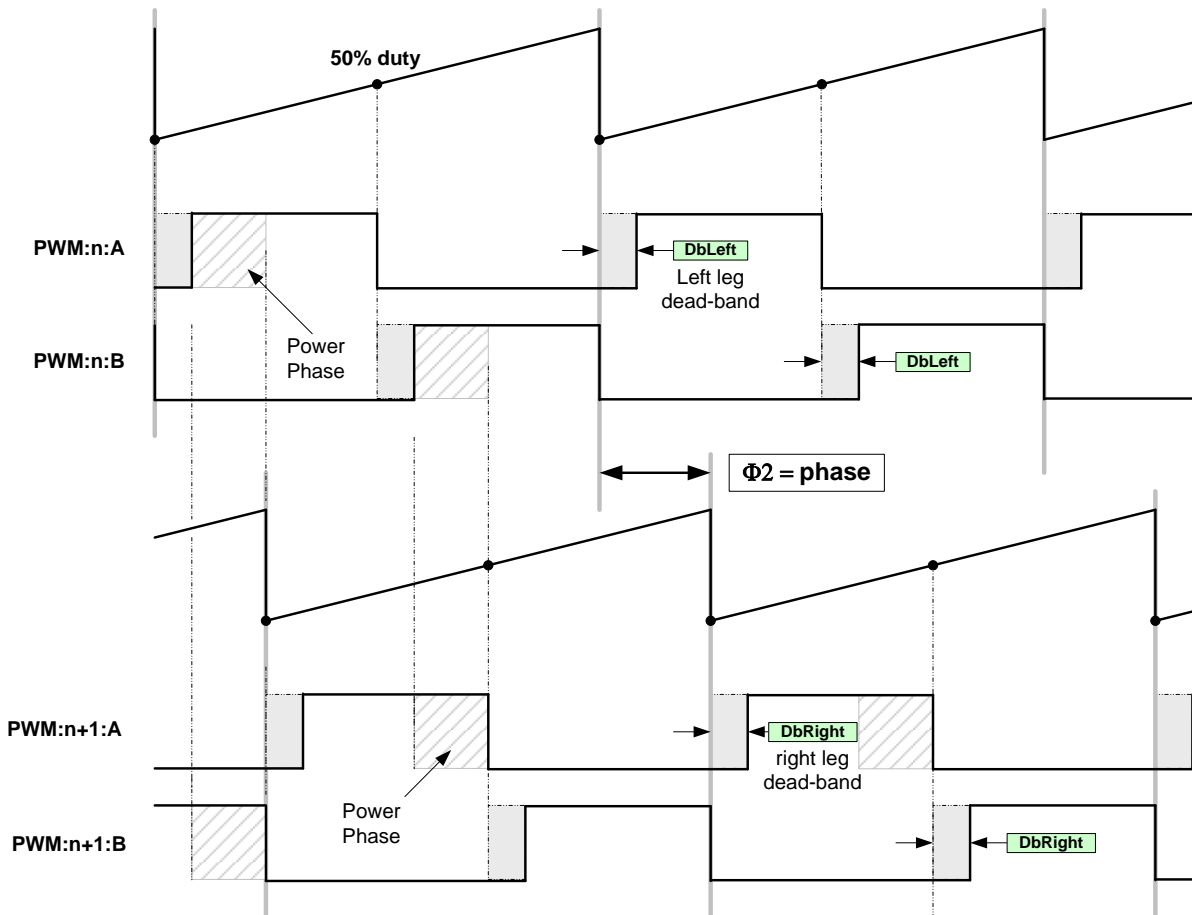 50% duty
PWM:n:A
DbLeft
Left leg
dead-band
Power
Phase
PWM:n:B
DbLeft
Φ2 = phase
PWM:n+1:A
DbRight
right leg
dead-band
Power
Phase
PWM:n+1:B
DbRight